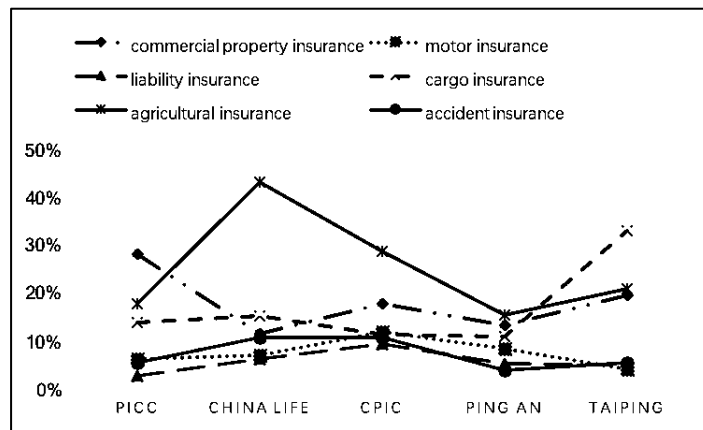 commercial property insurance motor insurance
liability insurance cargo insurance
agricultural insurance accident insurance
50%
40%
30%
20%
10%
0%
PICC CHINA LIFE CPIC PING AN TAIPING